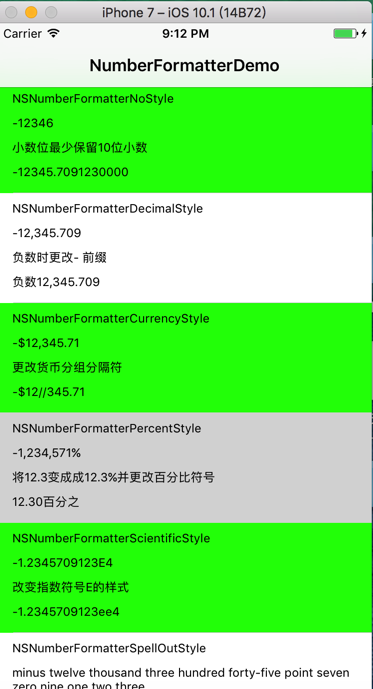 iPhone 7 – iOS 10.1 (14B72)
Carrier 9:12 PM
NumberFormatterDemo
NSNumberFormatterNoStyle
-12346
小数位最少保留10位小数
-12345.7091230000
NSNumberFormatterDecimalStyle
-12,345.709
负数时更改- 前缀
负数12,345.709
NSNumberFormatterCurrencyStyle
-$12,345.71
更改货币分组分隔符
-$12//345.71
NSNumberFormatterPercentStyle
-1,234,571%
将12.3变成成12.3%并更改百分比符号
12.30百分之
NSNumberFormatterScientificStyle
-1.2345709123E4
改变指数符号E的样式
-1.2345709123ee4
NSNumberFormatterSpellOutStyle
minus twelve thousand three hundred forty-five point seven
zero nine one two three